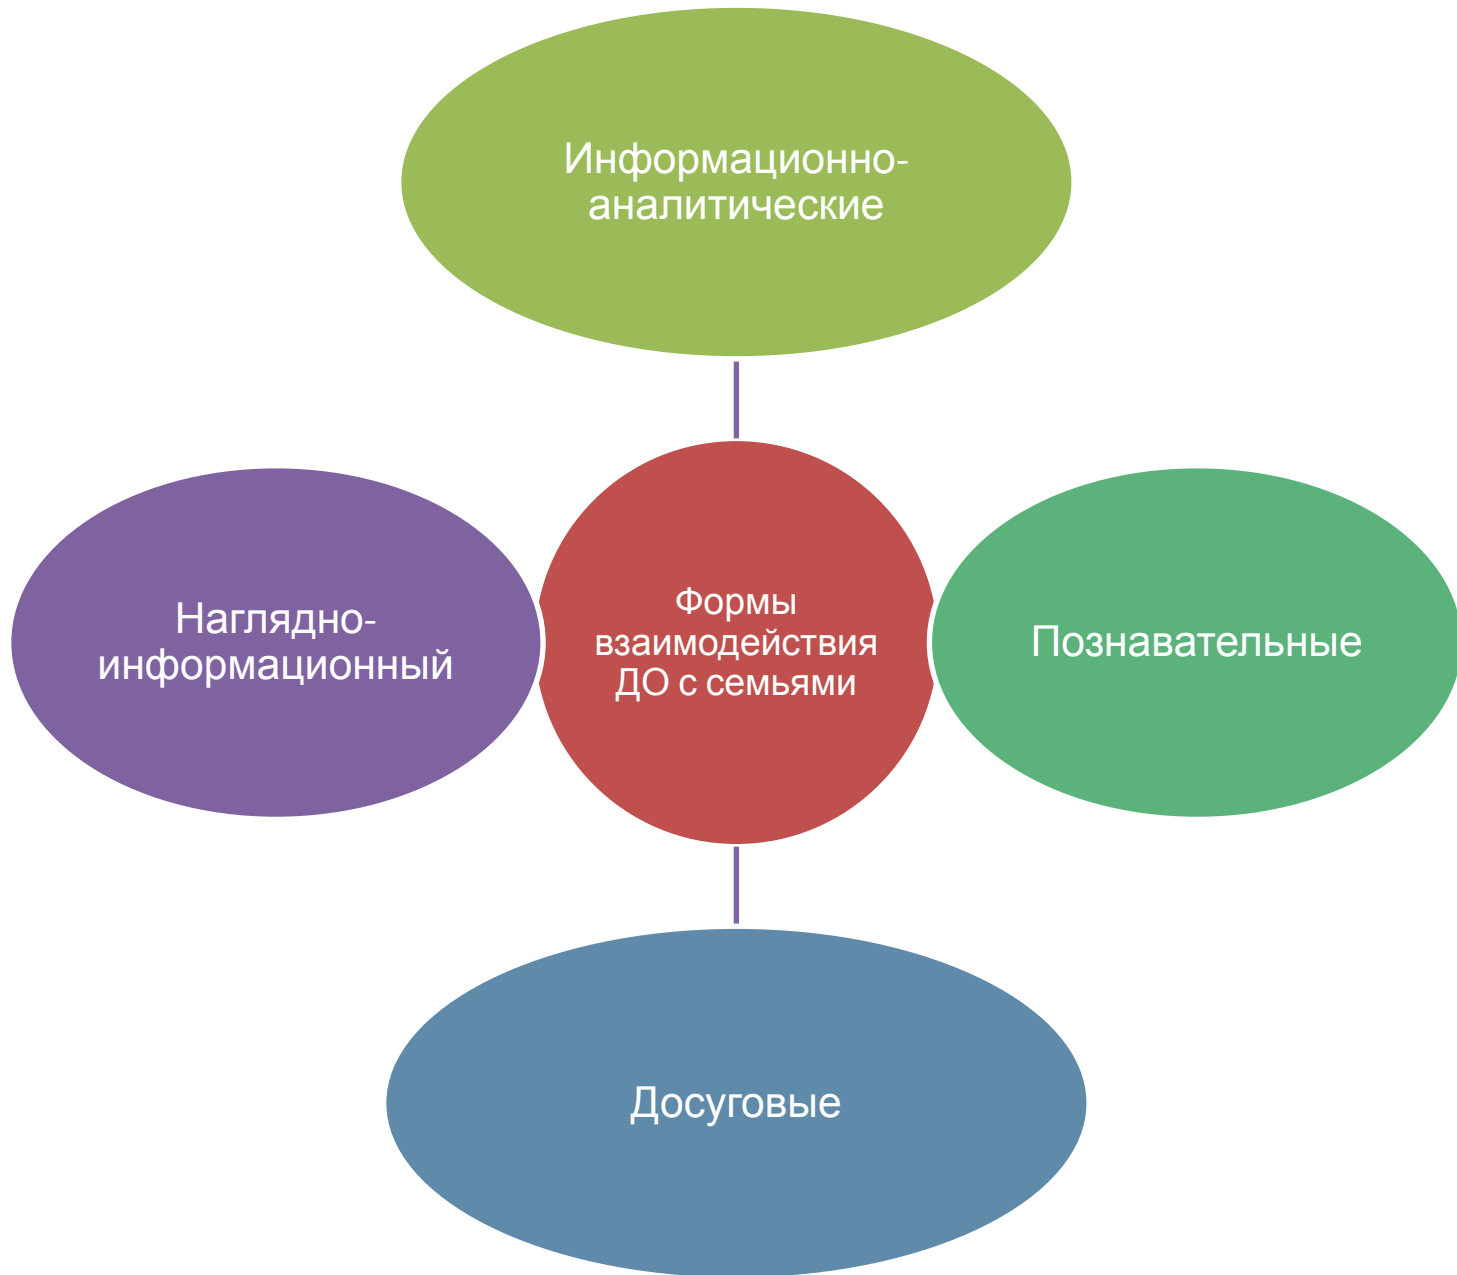 Информационно-
аналитические
Наглядно-
информационный
Формы
взаимодействия
ДО с семьями
Познавательные
Досуговые